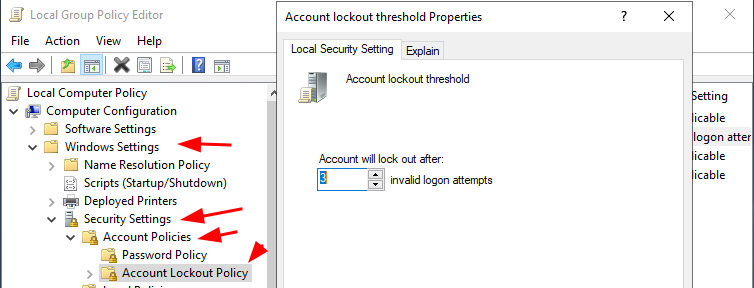 Local Group Policy Editor
File Action View Help
Local Computer Policy
Computer Configuration
Software Settings
Windows Settings
Name Resolution Policy
Scripts (Startup/Shutdown)
Deployed Printers
Security Settings
Account Policies
Password Policy
Account Lockout Policy
Account lockout threshold Properties
Local Security Setting Explain
Account lockout threshold
Account will lock out after:
3 invalid logon attempts
Setting
licable
logon atter
licable
licable